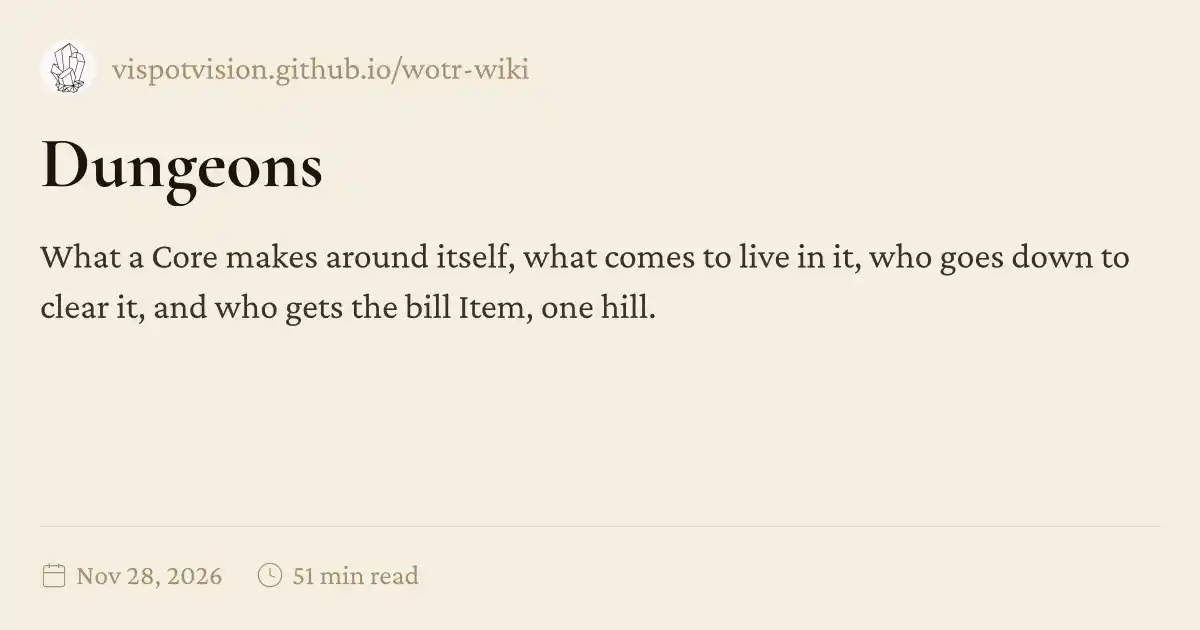 vispotvision.github.io/wotr-wiki
Dungeons
What a Core makes around itself, what comes to live in it, who goes down to
clear it, and who gets the bill Item, one hill.
Nov 28, 2026
51 min read